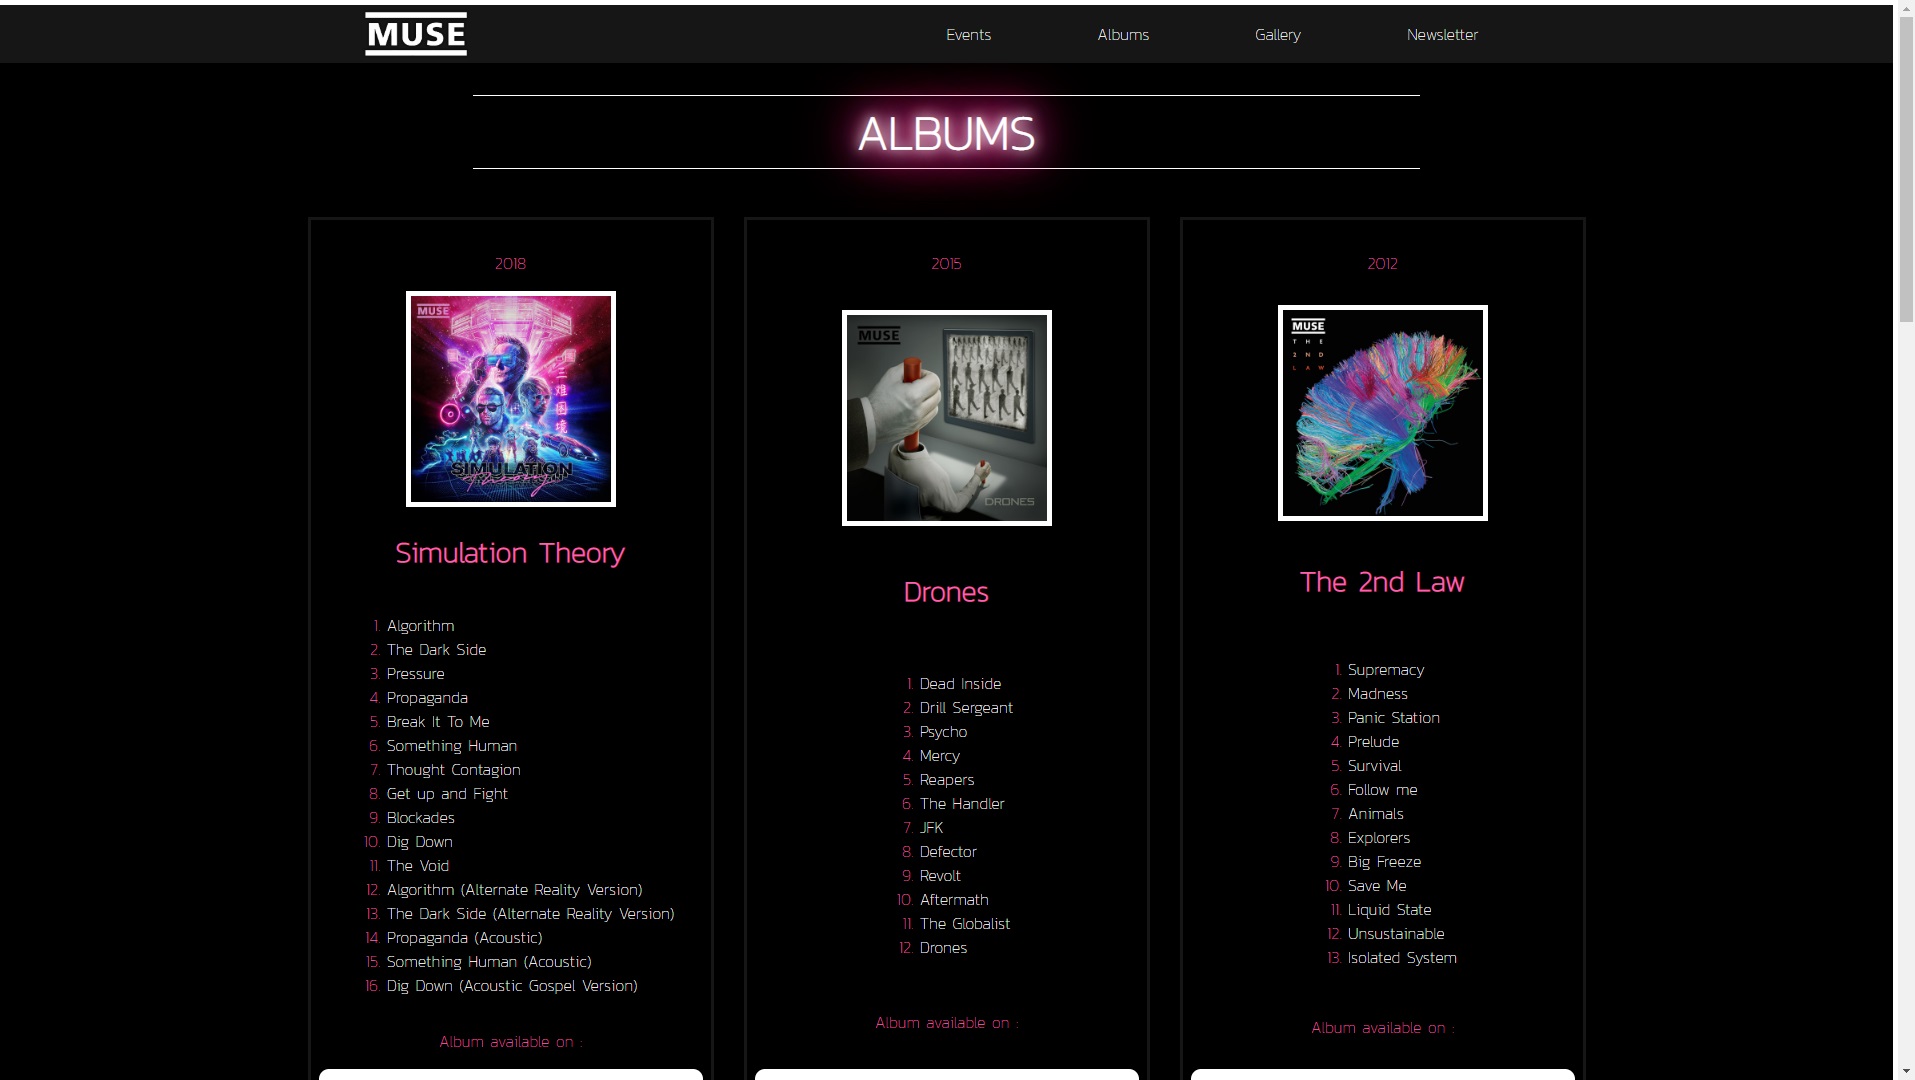 MUSE
Events
Albums
Gallery
Newsletter
ALBUMS
2018
MUSE
三
难
困
境
SIMULATION
Theory
Simulation Theory
1. Algorithm
2. The Dark Side
3. Pressure
4. Propaganda
5. Break It To Me
6. Something Human
7. Thought Contagion
8. Get up and Fight
9. Blockades
10. Dig Down
11. The Void
12. Algorithm (Alternate Reality Version)
13. The Dark Side (Alternate Reality Version)
14. Propaganda (Acoustic)
15. Something Human (Acoustic)
16. Dig Down (Acoustic Gospel Version)
Album available on :
2015
MUSE
DRONES
Drones
1. Dead Inside
2. Drill Sergeant
3. Psycho
4. Mercy
5. Reapers
6. The Handler
7. JFK
8. Defector
9. Revolt
10. Aftermath
11. The Globalist
12. Drones
Album available on :
2012
MUSE
THE
2ND
LAW
The 2nd Law
1. Supremacy
2. Madness
3. Panic Station
4. Prelude
5. Survival
6. Follow me
7. Animals
8. Explorers
9. Big Freeze
10. Save Me
11. Liquid State
12. Unsustainable
13. Isolated System
Album available on :